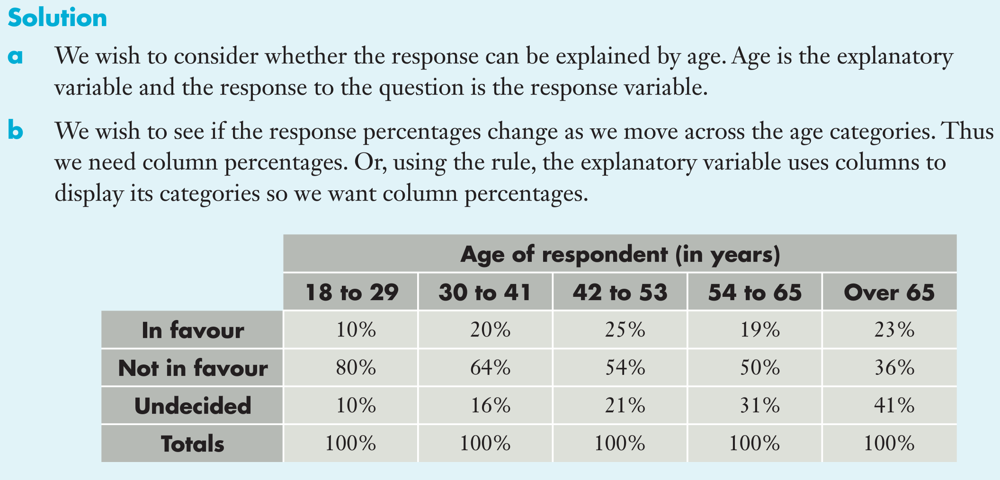 Solution
a We wish to consider whether the response can be explained by age. Age is the explanatory
variable and the response to the question is the response variable.
b We wish to see if the response percentages change as we move across the age categories. Thus
we need column percentages. Or, using the rule, the explanatory variable uses columns to
display its categories so we want column percentages.
Age of respondent (in years)
18 to 29 30 to 41 42 to 53 54 to 65 Over 65
In favour 10% 20% 25% 19% 23%
Not in favour 80% 64% 54% 50% 36%
Undecided 10% 16% 21% 31% 41%
Totals 100% 100% 100% 100% 100%